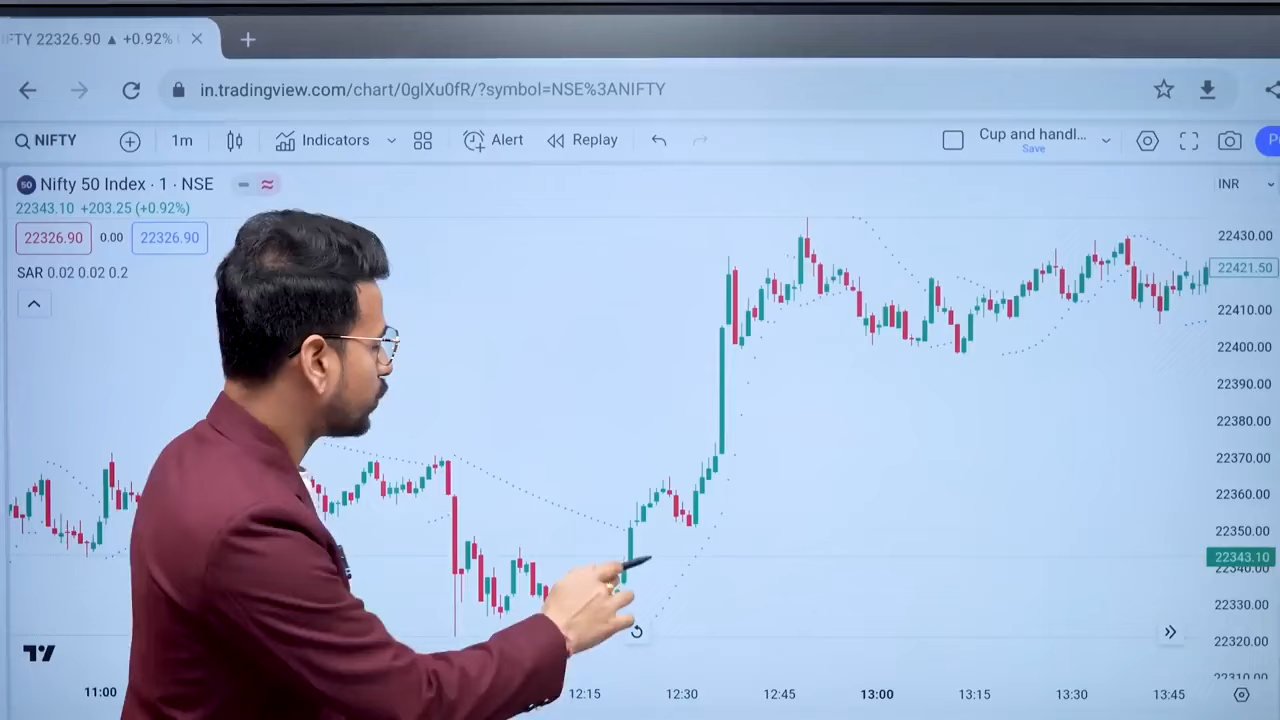 FTY 22326.90 ▲ +0.92%
in.tradingview.com/chart/0glXu0fR/?symbol=NSE%3ANIFTY
NIFTY 1m Indicators Alert Replay Cup and handl...
Save
50 Nifty 50 Index · 1 · NSE INR
22343.10 +203.25 (+0.92%)
22326.90 0.00 22326.90
SAR 0.02 0.02 0.2
22430.00
22421.50
22410.00
22400.00
22390.00
22380.00
22370.00
22360.00
22350.00
22343.10
22340.00
22330.00
22320.00
22310.00
11:00 12:15 12:30 12:45 13:00 13:15 13:30 13:45